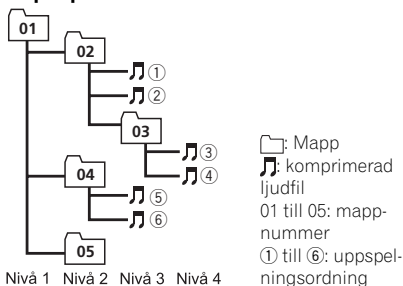 01
02
①
②
03
③
④
04
⑤
⑥
05
Nivå 1 Nivå 2 Nivå 3 Nivå 4
: Mapp
: komprimerad
ljudfil
01 till 05: mapp-
nummer
① till ⑥: uppspel-
ningsordning